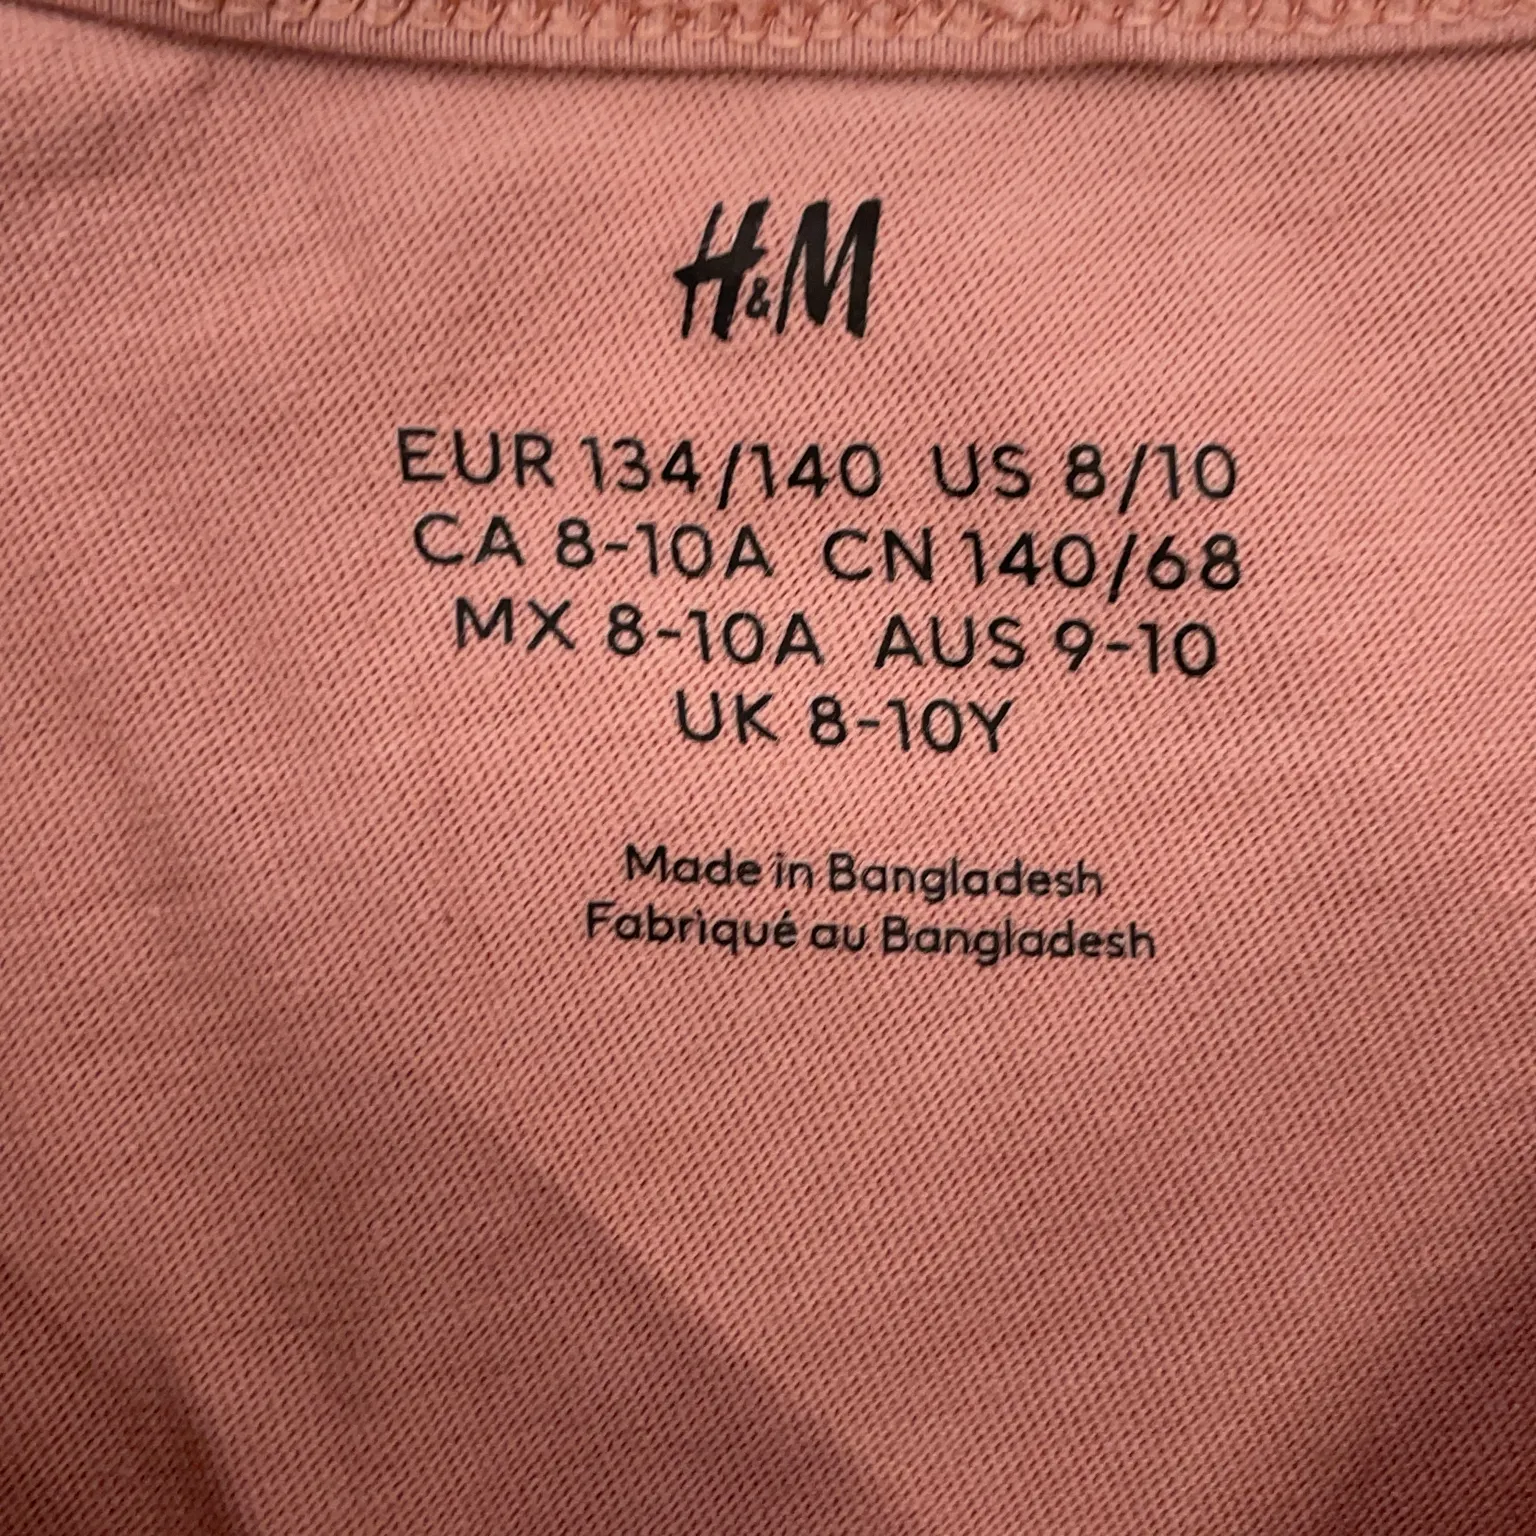 H&M
EUR 134/140 US 8/10
CA 8-10A CN 140/68
MX 8-10A AUS 9-10
UK 8-10Y
Made in Bangladesh
Fabriqué au Bangladesh